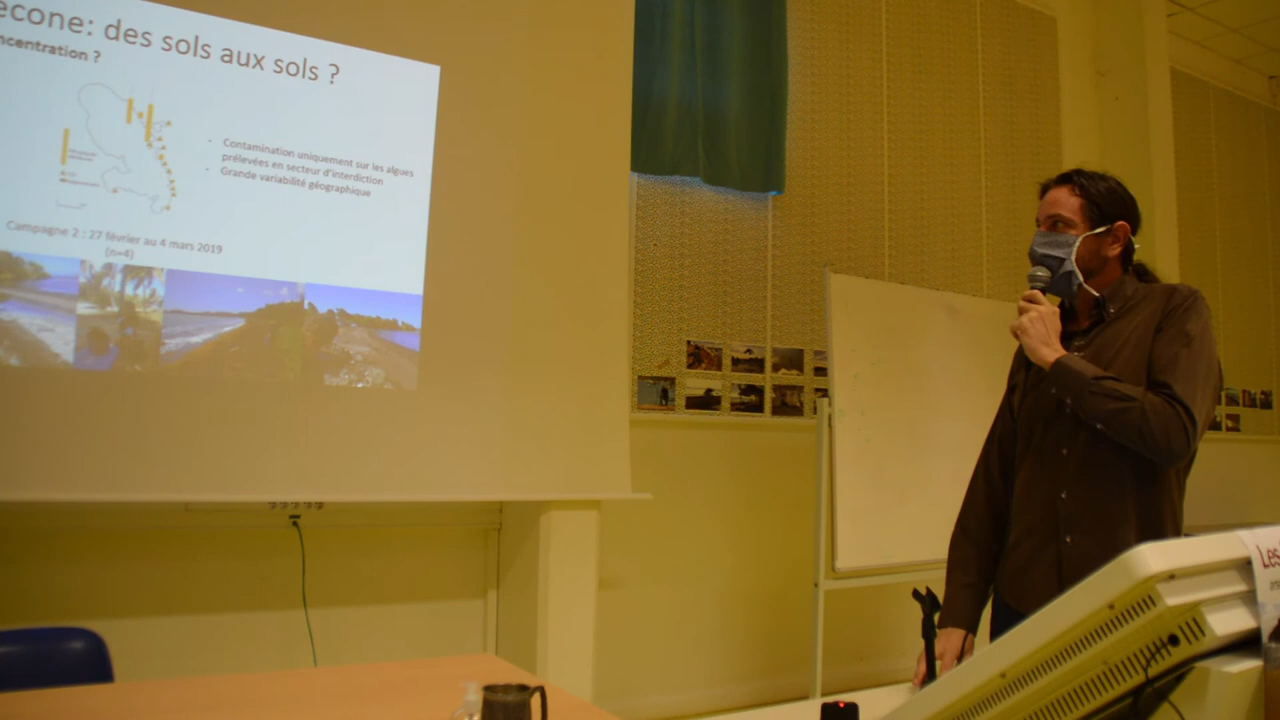 écone: des sols aux sols ?
ncentration ?
- Contamination uniquement sur les algues
prélevées en secteur d'interdiction
- Grande variabilité géographique
Campagne 2 : 27 février au 4 mars 2019
(n=4)
Les